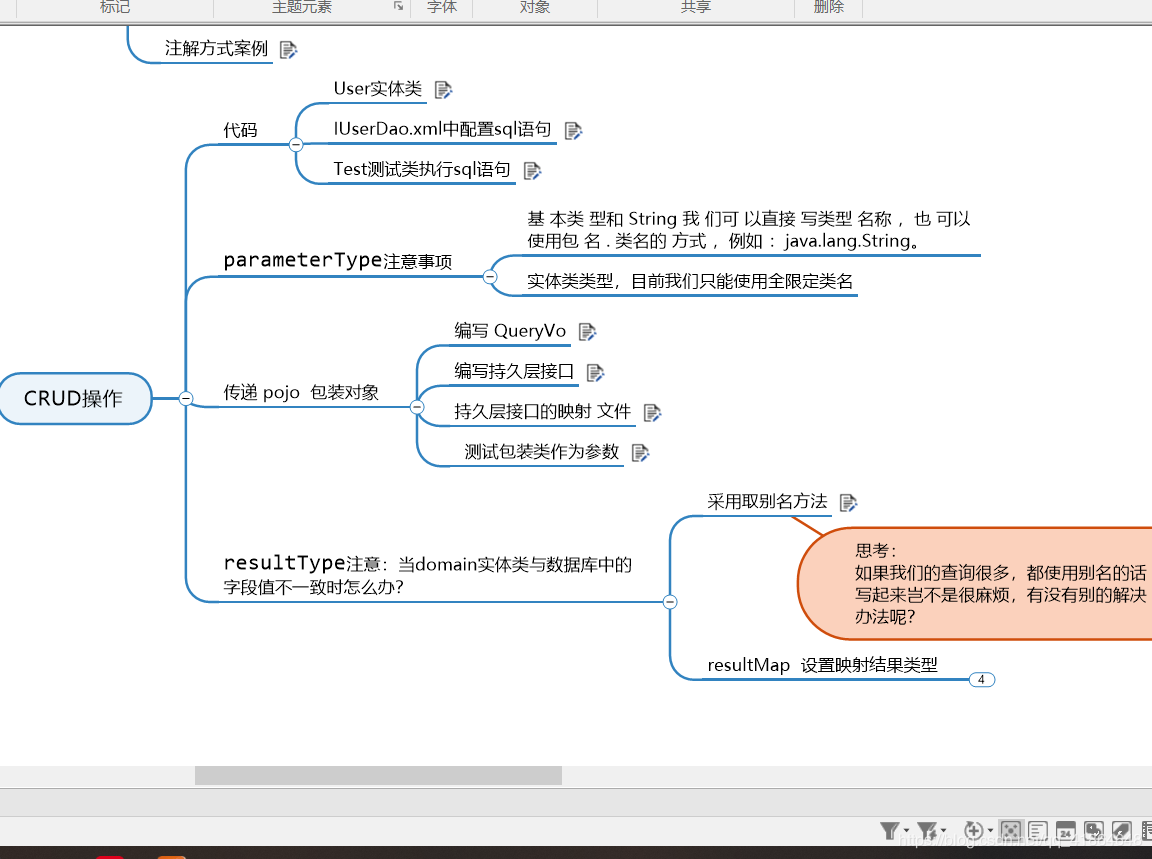 标记 主题元素 字体 对象 共享 删除
注解方式案例
User实体类
代码
IUserDao.xml中配置sql语句
Test测试类执行sql语句
基 本类 型和 String 我 们可 以直接 写类型 名称 ，也 可以
使用包 名 . 类名的 方式 ，例如 ：java.lang.String。
parameterType注意事项
实体类类型，目前我们只能使用全限定类名
编写 QueryVo
编写持久层接口
CRUD操作
传递 pojo 包装对象
持久层接口的映射 文件
测试包装类作为参数
采用取别名方法
思考：
如果我们的查询很多，都使用别名的话
写起来岂不是很麻烦，有没有别的解决
办法呢？
resultType注意：当domain实体类与数据库中的
字段值不一致时怎么办？
resultMap 设置映射结果类型
4
24